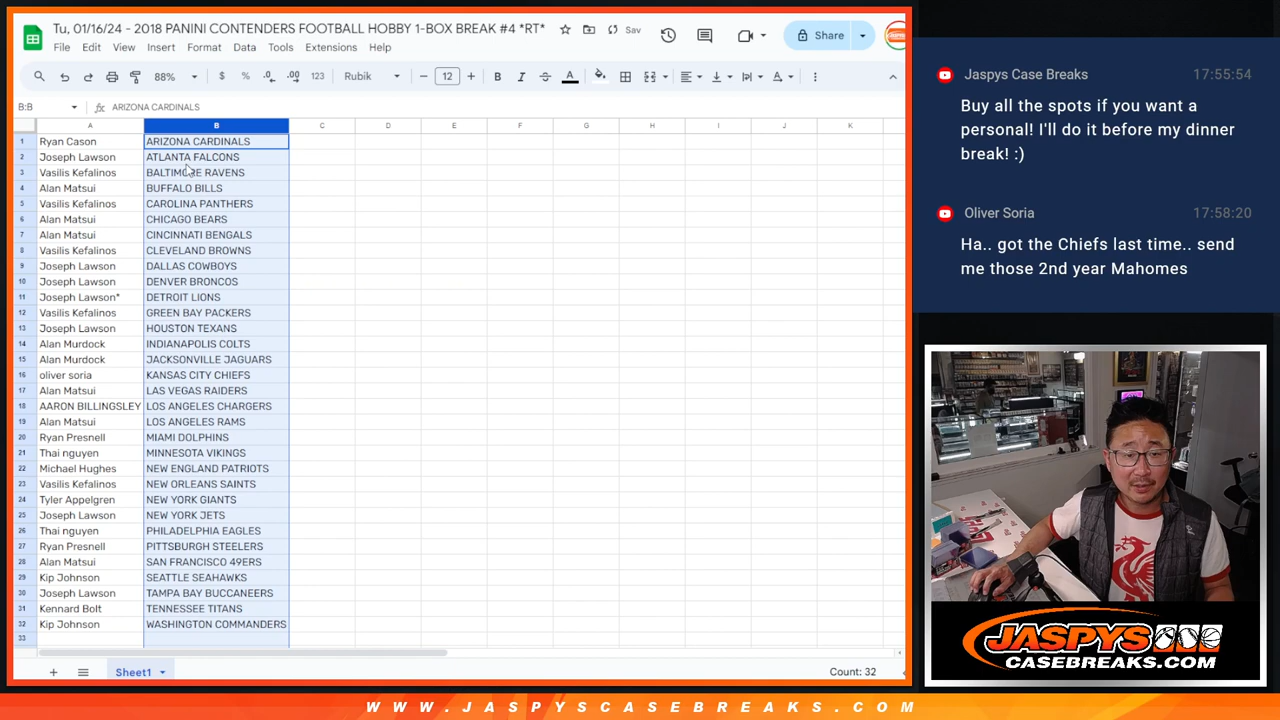 Tu, 01/16/24 - 2018 PANINI CONTENDERS FOOTBALL HOBBY 1-BOX BREAK #4 *RT*
Sav
Share
File Edit View Insert Format Data Tools Extensions Help
88% $ % .0 .00 123 Rubik 12 B I A
B:B fx ARIZONA CARDINALS
A B C D E F G H I J K
1 Ryan Cason ARIZONA CARDINALS
2 Joseph Lawson ATLANTA FALCONS
3 Vasilis Kefalinos BALTIMORE RAVENS
4 Alan Matsui BUFFALO BILLS
5 Vasilis Kefalinos CAROLINA PANTHERS
6 Alan Matsui CHICAGO BEARS
7 Alan Matsui CINCINNATI BENGALS
8 Vasilis Kefalinos CLEVELAND BROWNS
9 Joseph Lawson DALLAS COWBOYS
10 Joseph Lawson DENVER BRONCOS
11 Joseph Lawson* DETROIT LIONS
12 Vasilis Kefalinos GREEN BAY PACKERS
13 Joseph Lawson HOUSTON TEXANS
14 Alan Murdock INDIANAPOLIS COLTS
15 Alan Murdock JACKSONVILLE JAGUARS
16 oliver soria KANSAS CITY CHIEFS
17 Alan Matsui LAS VEGAS RAIDERS
18 AARON BILLINGSLEY LOS ANGELES CHARGERS
19 Alan Matsui LOS ANGELES RAMS
20 Ryan Presnell MIAMI DOLPHINS
21 Thai nguyen MINNESOTA VIKINGS
22 Michael Hughes NEW ENGLAND PATRIOTS
23 Vasilis Kefalinos NEW ORLEANS SAINTS
24 Tyler Appelgren NEW YORK GIANTS
25 Joseph Lawson NEW YORK JETS
26 Thai nguyen PHILADELPHIA EAGLES
27 Ryan Presnell PITTSBURGH STEELERS
28 Alan Matsui SAN FRANCISCO 49ERS
29 Kip Johnson SEATTLE SEAHAWKS
30 Joseph Lawson TAMPA BAY BUCCANEERS
31 Kennard Bolt TENNESSEE TITANS
32 Kip Johnson WASHINGTON COMMANDERS
33
Sheet1
Count: 32
Jaspys Case Breaks 17:55:54
Buy all the spots if you want a
personal! I'll do it before my dinner
break! :)
Oliver Soria 17:58:20
Ha.. got the Chiefs last time.. send
me those 2nd year Mahomes
JASPYS
CASEBREAKS.COM
WWW.JASPYSCASEBREAKS.COM